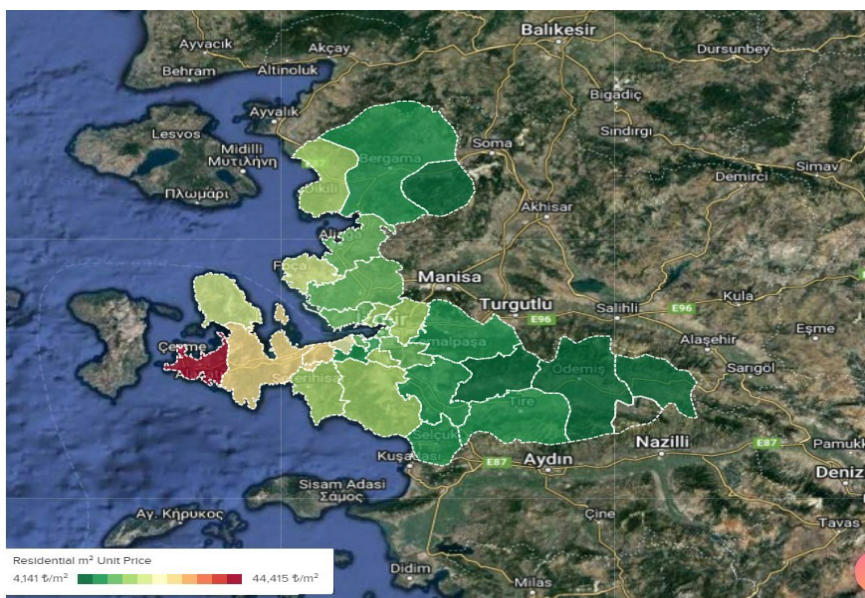 Balıkesir
Ayvacık
Akçay
Dursunbey
Behram
Altinoluk
Bigadiç
Ayvalık
Lesvos
Sındırgı
Soma
Midilli
Μυτιλήνη
Bergama
Simav
Demirci
Πλωμάρι
Dikili
Akhisar
Foça
Manisa
Kula
Turgutlu
Salihli
E96
E96
Eşme
Çeşme
Alaşehir
Sarıgöl
Ödemiş
Tire
Selçuk
Nazilli
E87
Pamukk
Kuşadası
E87
Aydın
Deniz
Sisam Adasi
Σάμος
Αγ. Κήρυκος
Çine
Tavas
Didim
Milas
Residential m² Unit Price
4,141 ₺/m²
44,415 ₺/m²